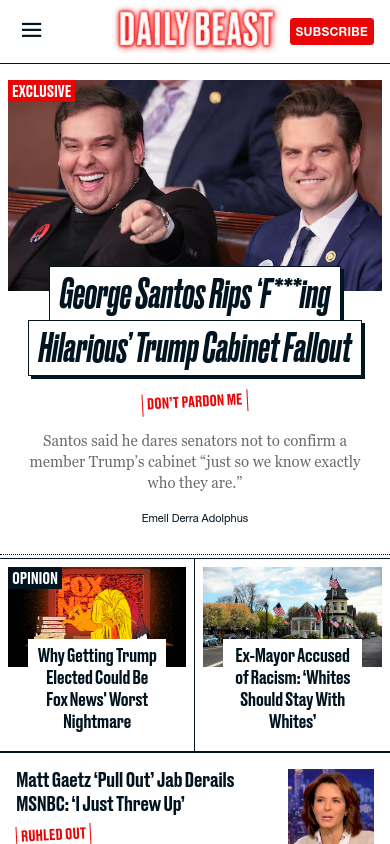 DAILY BEAST
SUBSCRIBE
EXCLUSIVE
George Santos Rips ‘F***ing
Hilarious’ Trump Cabinet Fallout
DON’T PARDON ME
Santos said he dares senators not to confirm a
member Trump’s cabinet “just so we know exactly
who they are.”
Emell Derra Adolphus
OPINION
FOX
NEWS
Why Getting Trump
Elected Could Be
Fox News' Worst
Nightmare
Ex-Mayor Accused
of Racism: ‘Whites
Should Stay With
Whites’
Matt Gaetz ‘Pull Out’ Jab Derails
MSNBC: ‘I Just Threw Up’
RUHLED OUT